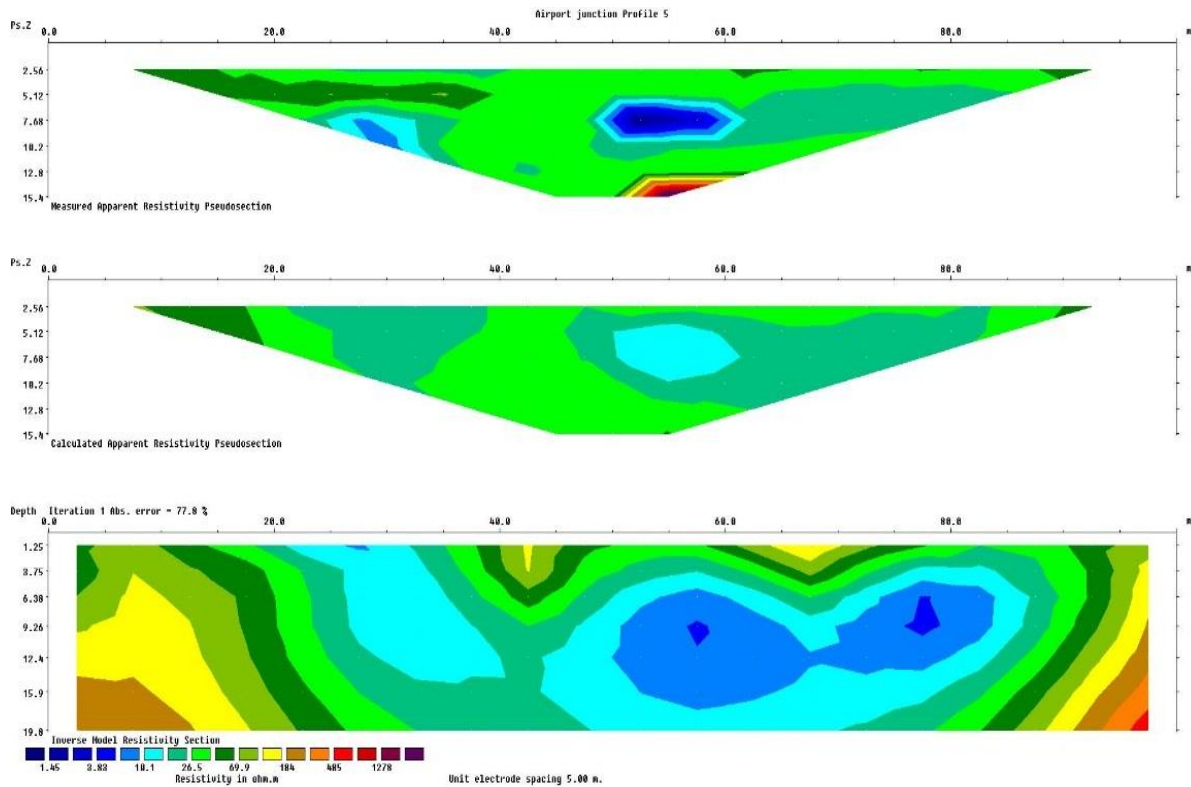 Airport junction Profile 5
Ps.Z 0.0 20.0 40.0 60.0 80.0 m
2.56
5.12
7.68
10.2
12.8
15.4
Measured Apparent Resistivity Pseudosection
Ps.Z 0.0 20.0 40.0 60.0 80.0 m
2.56
5.12
7.68
10.2
12.8
15.4
Calculated Apparent Resistivity Pseudosection
Depth Iteration 1 Abs. error = 77.8 %
0.0 20.0 40.0 60.0 80.0 m
1.25
3.75
6.38
9.26
12.4
15.9
19.8
Inverse Model Resistivity Section
1.45 3.83 10.1 26.5 69.9 184 485 1278
Resistivity in ohm.m Unit electrode spacing 5.00 m.